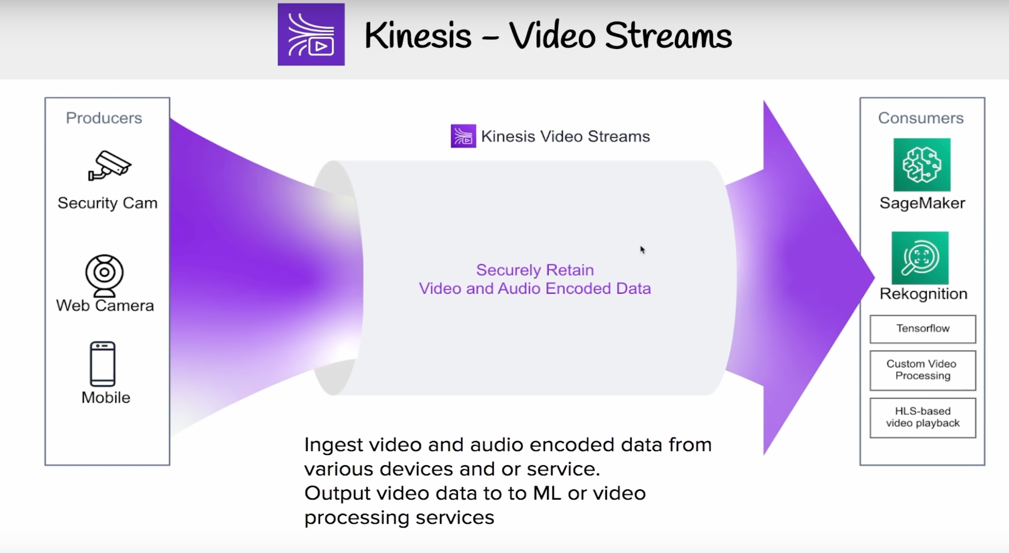 Kinesis - Video Streams
Producers
Security Cam
Web Camera
Mobile
Kinesis Video Streams
Securely Retain
Video and Audio Encoded Data
Consumers
SageMaker
Rekognition
Tensorflow
Custom Video
Processing
HLS-based
video playback
Ingest video and audio encoded data from
various devices and or service.
Output video data to to ML or video
processing services